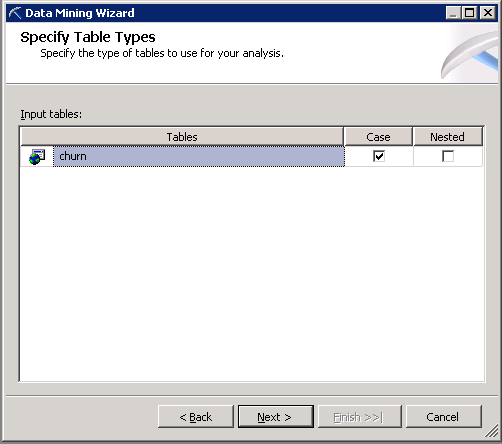 Data Mining Wizard
Specify Table Types
Specify the type of tables to use for your analysis.
Input tables:
Tables Case Nested
churn
< Back Next > Finish >>| Cancel